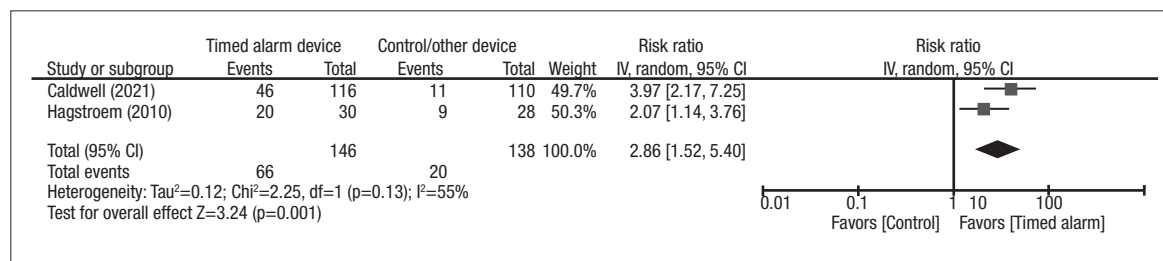 Timed alarm device Control/other device Risk ratio Risk ratio
Study or subgroup Events Total Events Total Weight IV, random, 95% CI IV, random, 95% CI
Caldwell (2021) 46 116 11 110 49.7% 3.97 [2.17, 7.25]
Hagstroem (2010) 20 30 9 28 50.3% 2.07 [1.14, 3.76]
Total (95% CI) 146 138 100.0% 2.86 [1.52, 5.40]
Total events 66 20
Heterogeneity: Tau²=0.12; Chi²=2.25, df=1 (p=0.13); I²=55%
Test for overall effect Z=3.24 (p=0.001)
0.01 0.1 1 10 100
Favors [Control] Favors [Timed alarm]